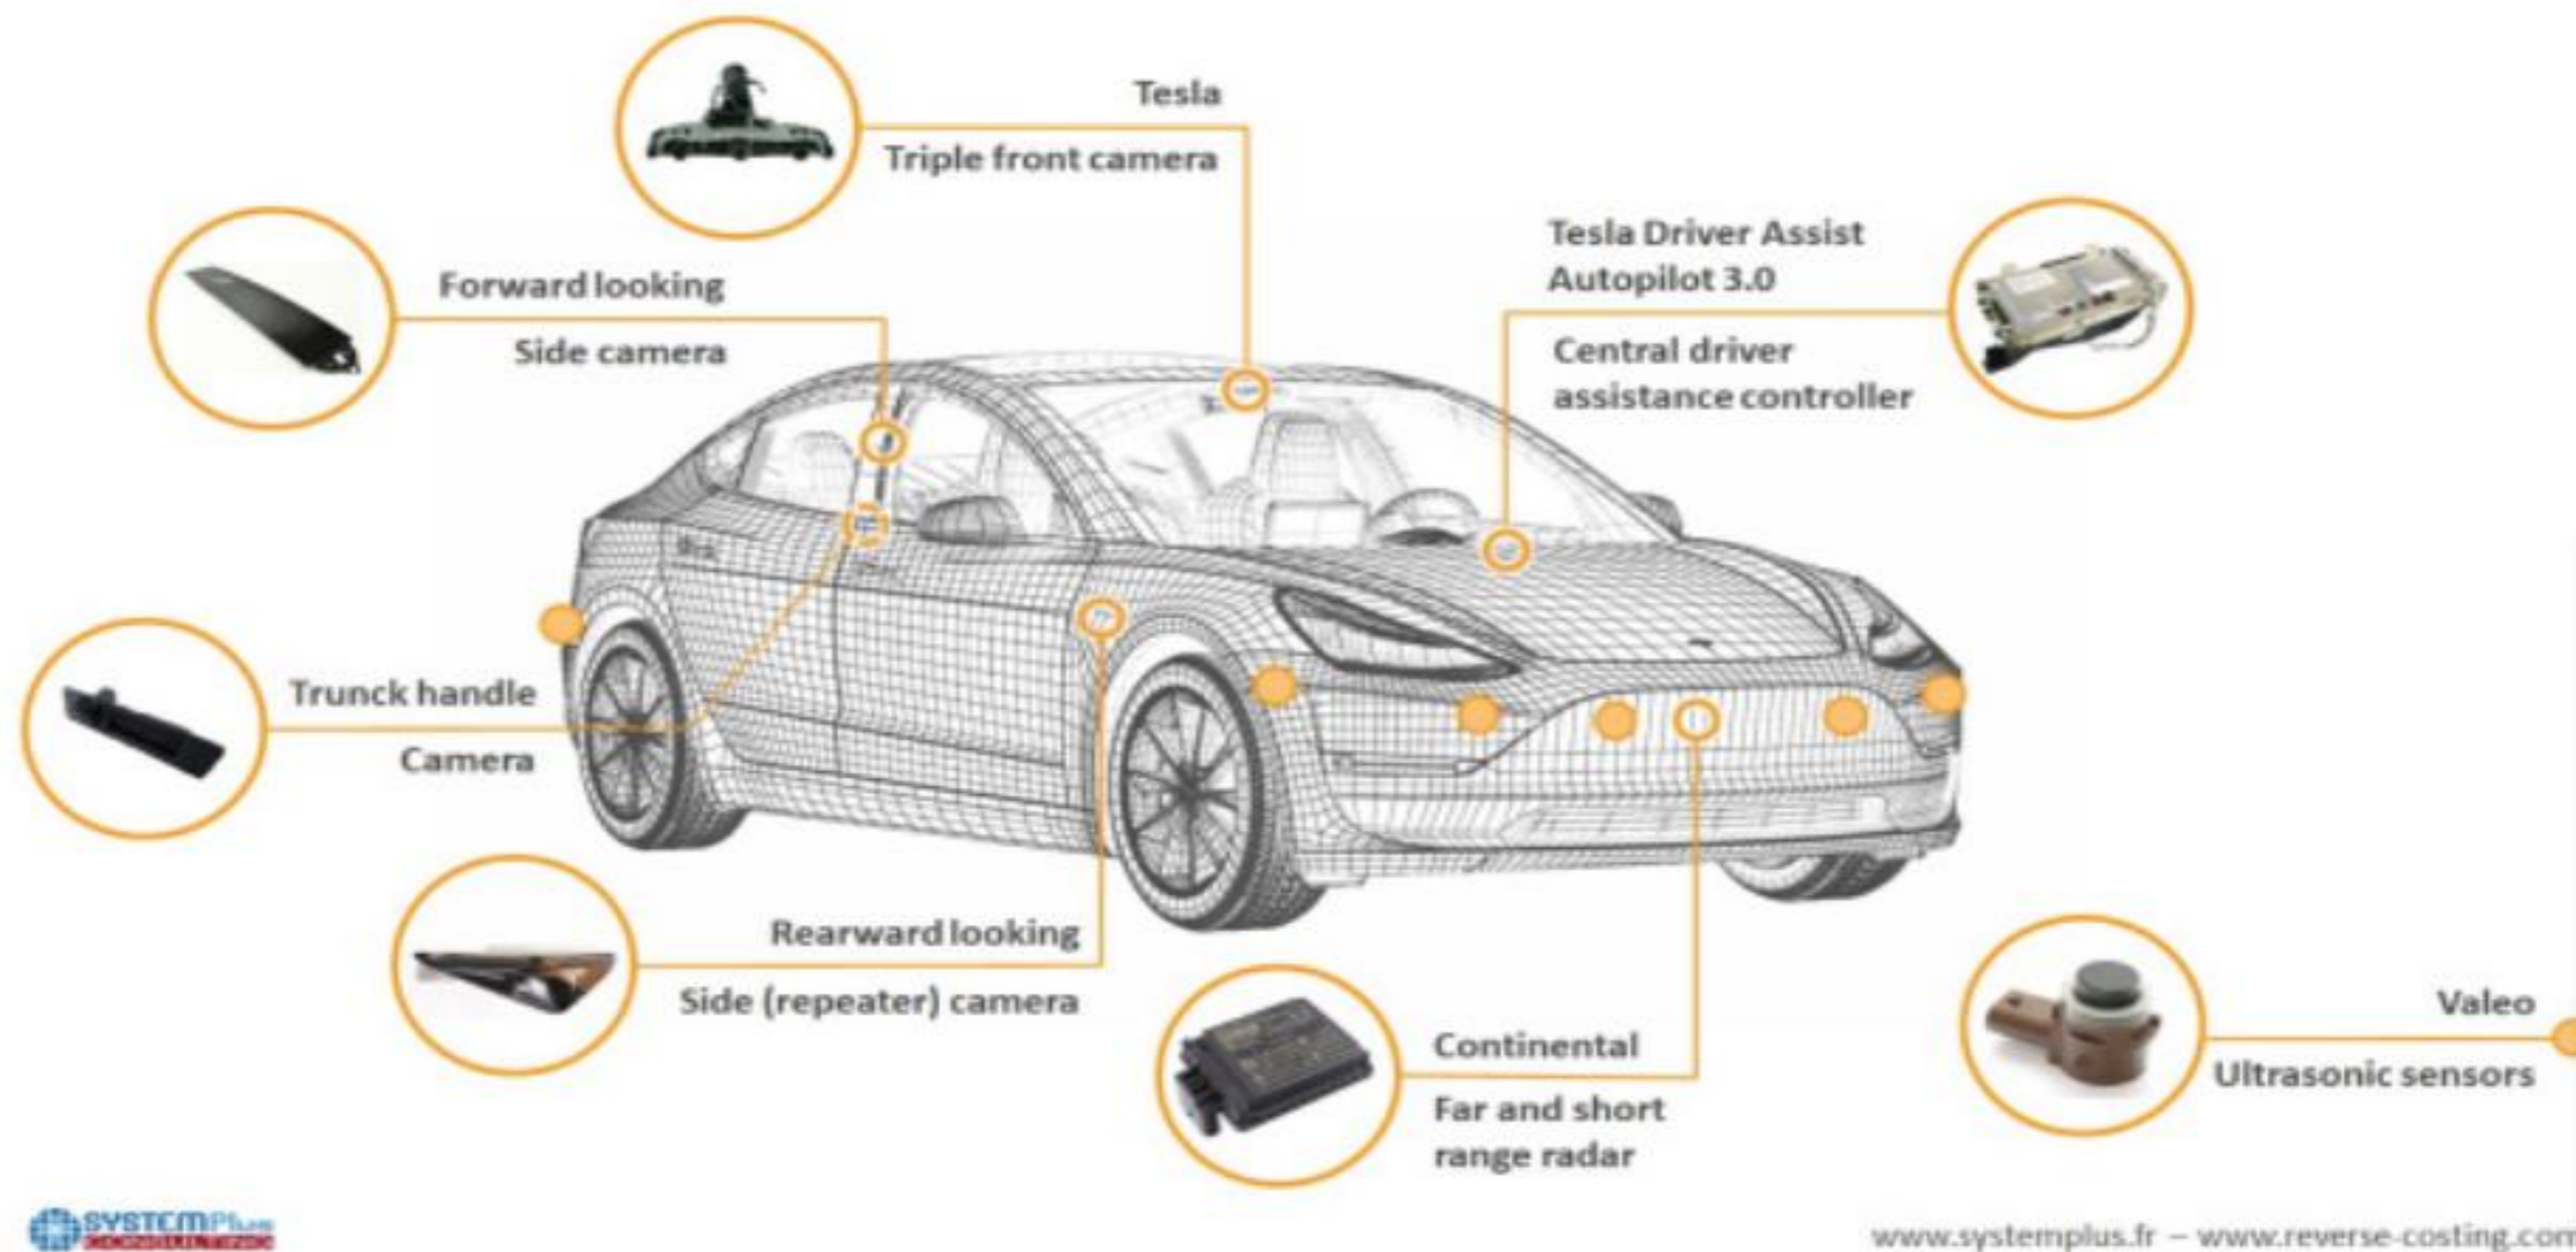 Tesla
Triple front camera
Forward looking
Side camera
Tesla Driver Assist
Autopilot 3.0
Central driver
assistance controller
Trunck handle
Camera
Rearward looking
Side (repeater) camera
Continental
Far and short
range radar
Valeo
Ultrasonic sensors
SYSTEMPlus
CONSULTING
www.systemplus.fr – www.reverse-costing.com